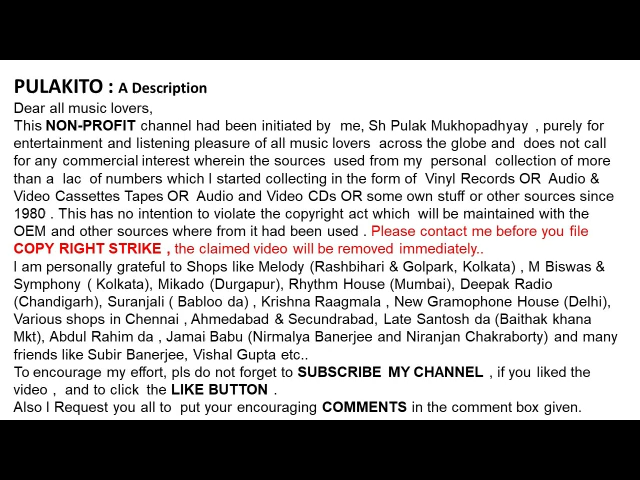 PULAKITO : A Description
Dear all music lovers,
This NON-PROFIT channel had been initiated by me, Sh Pulak Mukhopadhyay , purely for
entertainment and listening pleasure of all music lovers across the globe and does not call
for any commercial interest wherein the sources used from my personal collection of more
than a lac of numbers which I started collecting in the form of Vinyl Records OR Audio &
Video Cassettes Tapes OR Audio and Video CDs OR some own stuff or other sources since
1980 . This has no intention to violate the copyright act which will be maintained with the
OEM and other sources where from it had been used . Please contact me before you file
COPY RIGHT STRIKE , the claimed video will be removed immediately..
I am personally grateful to Shops like Melody (Rashbihari & Golpark, Kolkata) , M Biswas &
Symphony ( Kolkata), Mikado (Durgapur), Rhythm House (Mumbai), Deepak Radio
(Chandigarh), Suranjali ( Babloo da) , Krishna Raagmala , New Gramophone House (Delhi),
Various shops in Chennai , Ahmedabad & Secundrabad, Late Santosh da (Baithak khana
Mkt), Abdul Rahim da , Jamai Babu (Nirmalya Banerjee and Niranjan Chakraborty) and many
friends like Subir Banerjee, Vishal Gupta etc..
To encourage my effort, pls do not forget to SUBSCRIBE MY CHANNEL , if you liked the
video , and to click the LIKE BUTTON .
Also I Request you all to put your encouraging COMMENTS in the comment box given.